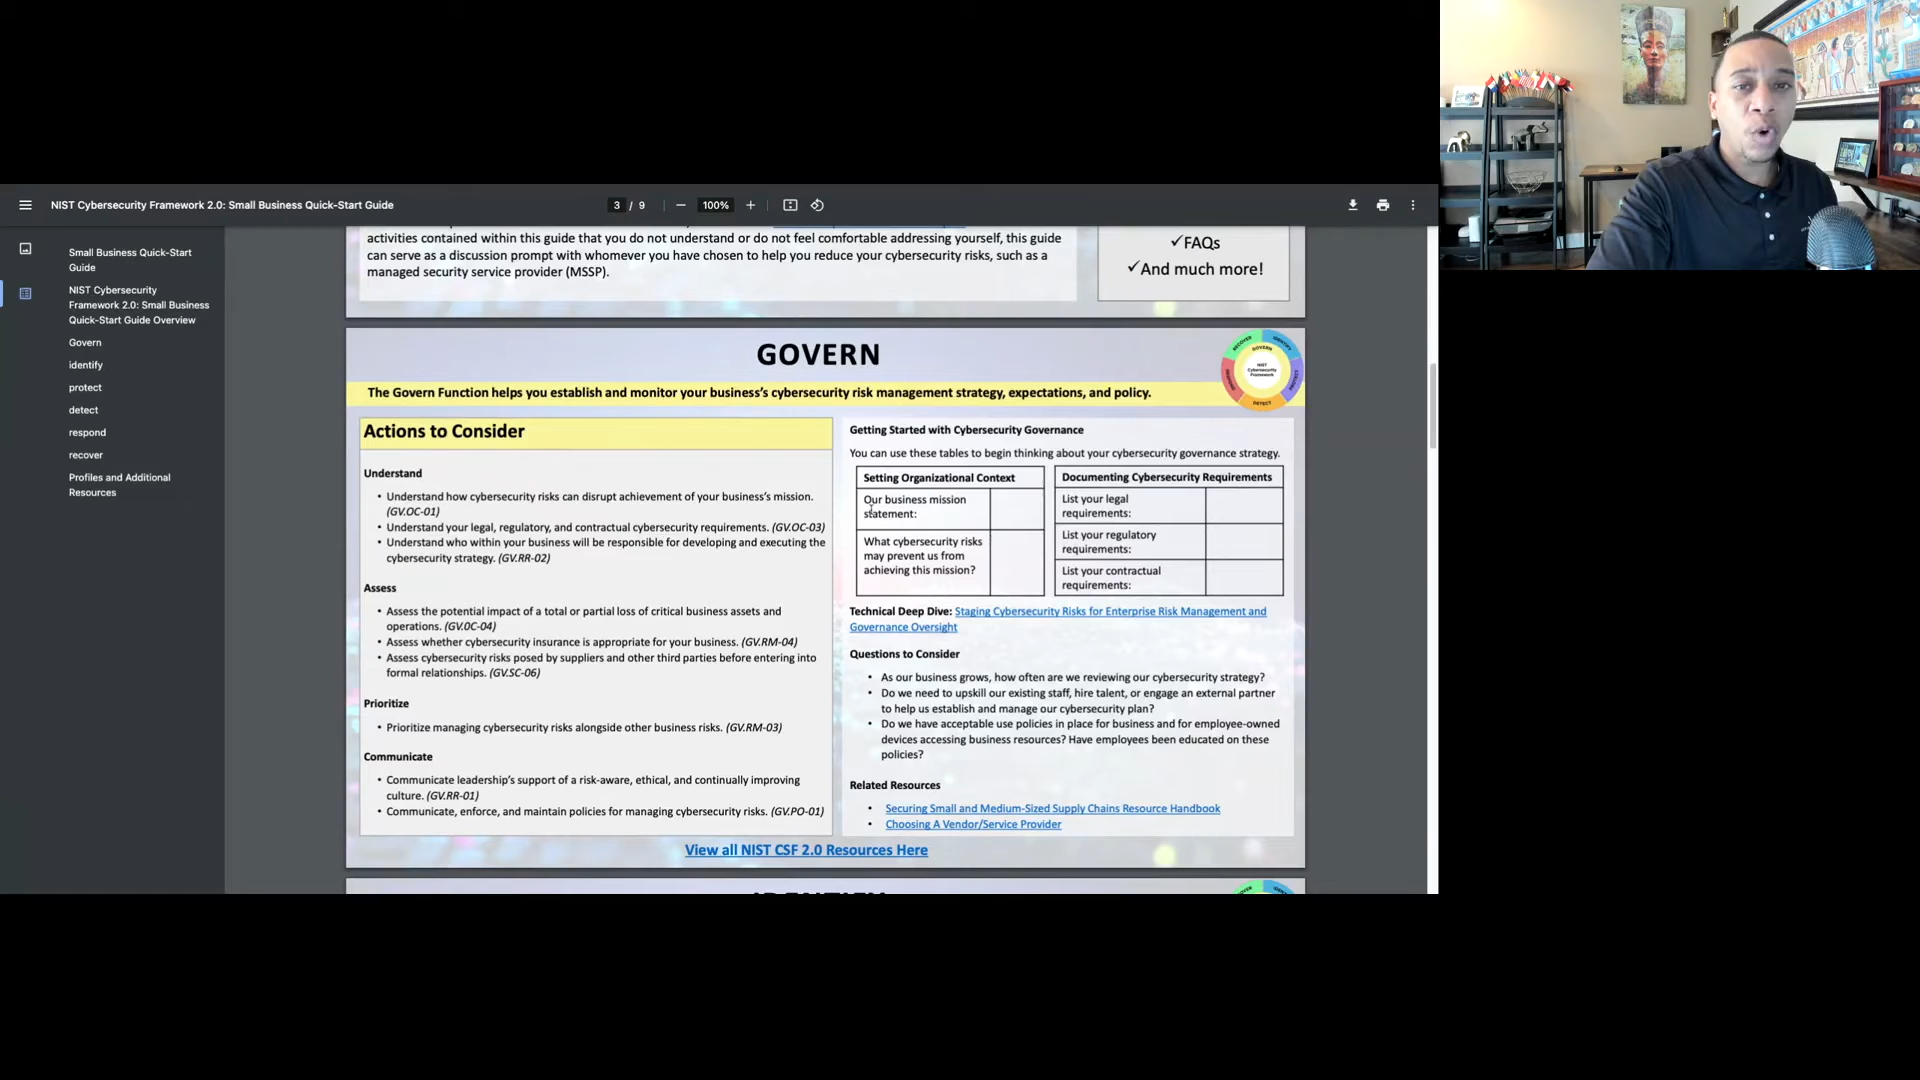 NIST Cybersecurity Framework 2.0: Small Business Quick-Start Guide
3 / 9
100%
Small Business Quick-Start
Guide
NIST Cybersecurity
Framework 2.0: Small Business
Quick-Start Guide Overview
Govern
identify
protect
detect
respond
recover
Profiles and Additional
Resources
activities contained within this guide that you do not understand or do not feel comfortable addressing yourself, this guide
can serve as a discussion prompt with whomever you have chosen to help you reduce your cybersecurity risks, such as a
managed security service provider (MSSP).
✓FAQs
✓And much more!
GOVERN
RECOVER
IDENTIFY
GOVERN
NIST
Cybersecurity
Framework
PROTECT
RESPOND
DETECT
The Govern Function helps you establish and monitor your business's cybersecurity risk management strategy, expectations, and policy.
Actions to Consider
Understand
• Understand how cybersecurity risks can disrupt achievement of your business's mission.
(GV.OC-01)
• Understand your legal, regulatory, and contractual cybersecurity requirements. (GV.OC-03)
• Understand who within your business will be responsible for developing and executing the
cybersecurity strategy. (GV.RR-02)
Assess
• Assess the potential impact of a total or partial loss of critical business assets and
operations. (GV.0C-04)
• Assess whether cybersecurity insurance is appropriate for your business. (GV.RM-04)
• Assess cybersecurity risks posed by suppliers and other third parties before entering into
formal relationships. (GV.SC-06)
Prioritize
• Prioritize managing cybersecurity risks alongside other business risks. (GV.RM-03)
Communicate
• Communicate leadership's support of a risk-aware, ethical, and continually improving
culture. (GV.RR-01)
• Communicate, enforce, and maintain policies for managing cybersecurity risks. (GV.PO-01)
Getting Started with Cybersecurity Governance
You can use these tables to begin thinking about your cybersecurity governance strategy.
Setting Organizational Context
Our business mission
statement:
What cybersecurity risks
may prevent us from
achieving this mission?
Documenting Cybersecurity Requirements
List your legal
requirements:
List your regulatory
requirements:
List your contractual
requirements:
Technical Deep Dive: Staging Cybersecurity Risks for Enterprise Risk Management and
Governance Oversight
Questions to Consider
• As our business grows, how often are we reviewing our cybersecurity strategy?
• Do we need to upskill our existing staff, hire talent, or engage an external partner
to help us establish and manage our cybersecurity plan?
• Do we have acceptable use policies in place for business and for employee-owned
devices accessing business resources? Have employees been educated on these
policies?
Related Resources
• Securing Small and Medium-Sized Supply Chains Resource Handbook
• Choosing A Vendor/Service Provider
View all NIST CSF 2.0 Resources Here
IDENTIFY